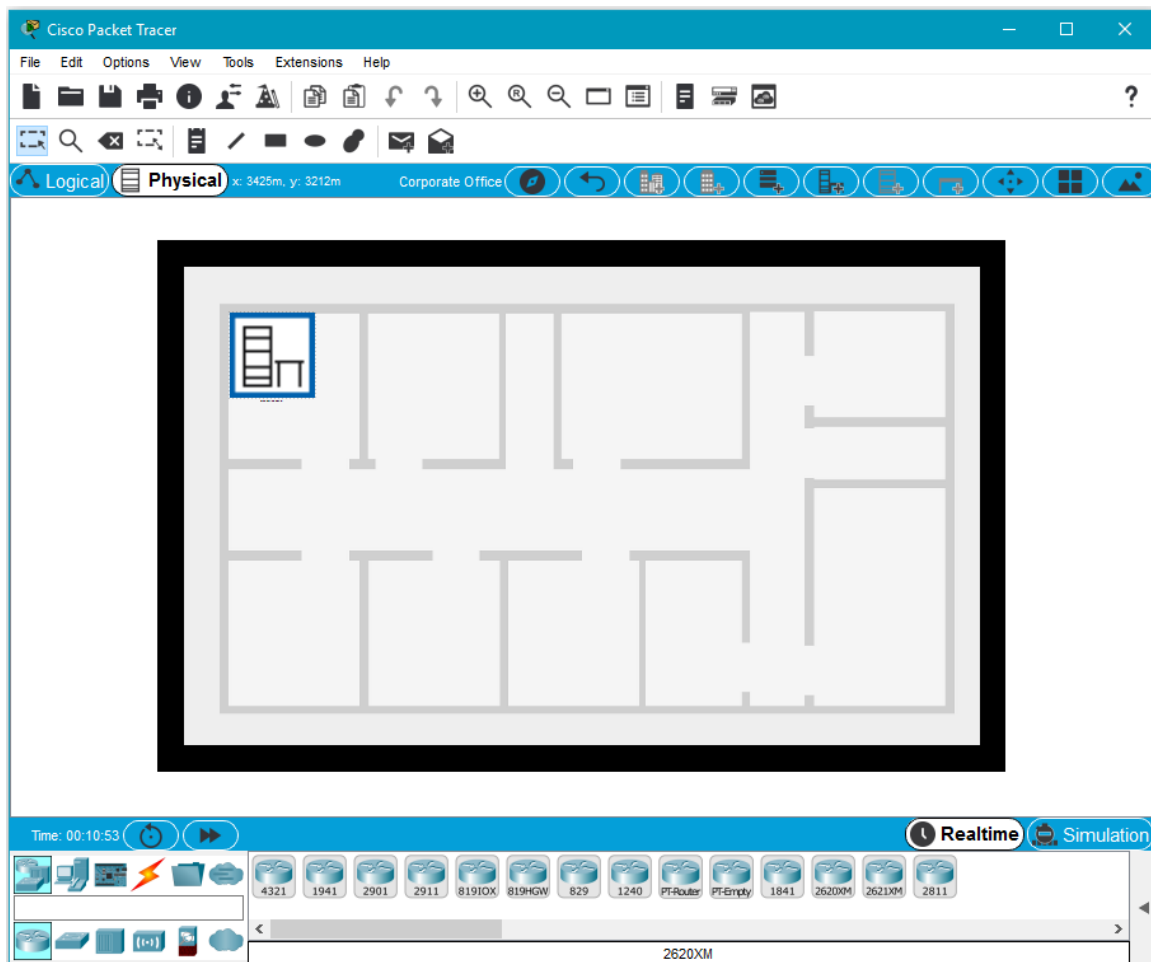 Cisco Packet Tracer
File Edit Options View Tools Extensions Help
?
Logical Physical x: 3425m, y: 3212m Corporate Office
Time: 00:10:53 Realtime Simulation
4321 1941 2901 2911 819IOX 819HGW 829 1240 PT-Router PT-Empty 1841 2620XM 2621XM 2811
2620XM